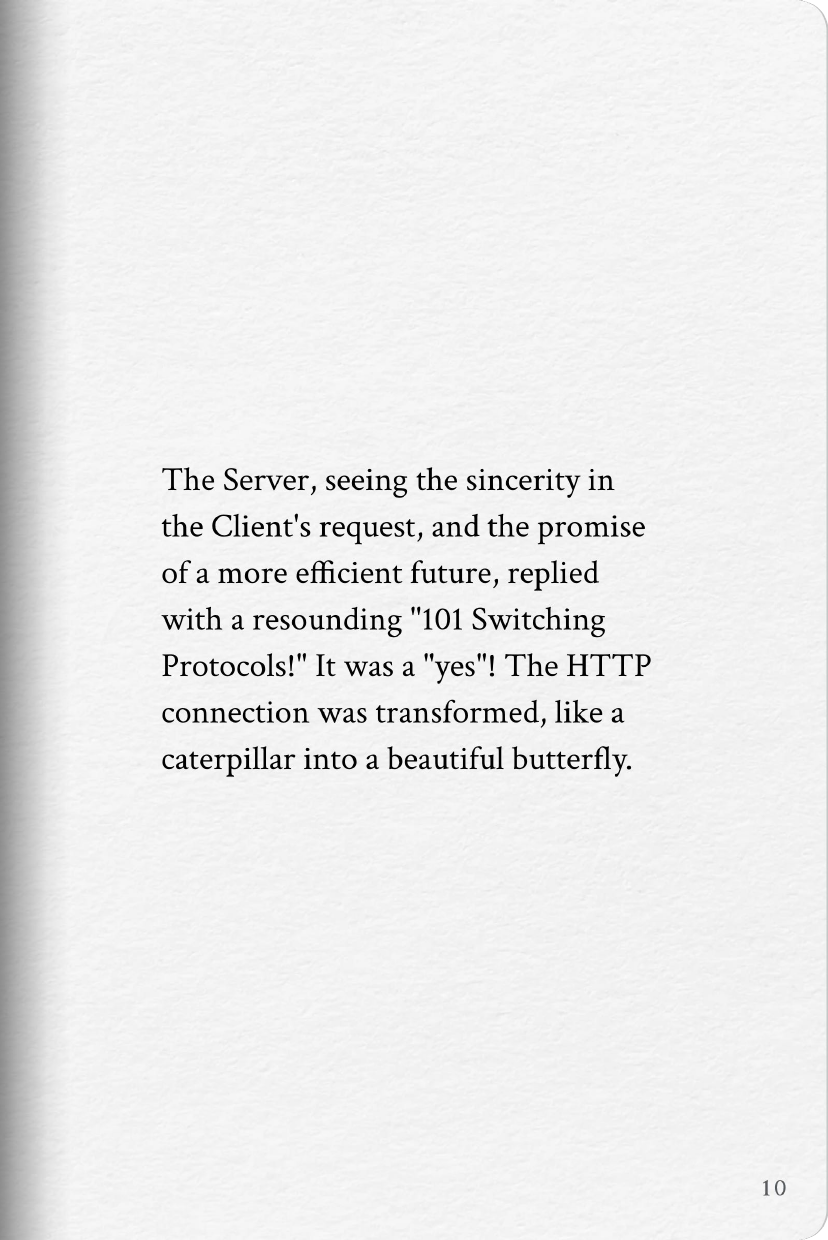 The Server, seeing the sincerity in
the Client's request, and the promise
of a more efficient future, replied
with a resounding "101 Switching
Protocols!" It was a "yes"! The HTTP
connection was transformed, like a
caterpillar into a beautiful butterfly.
10